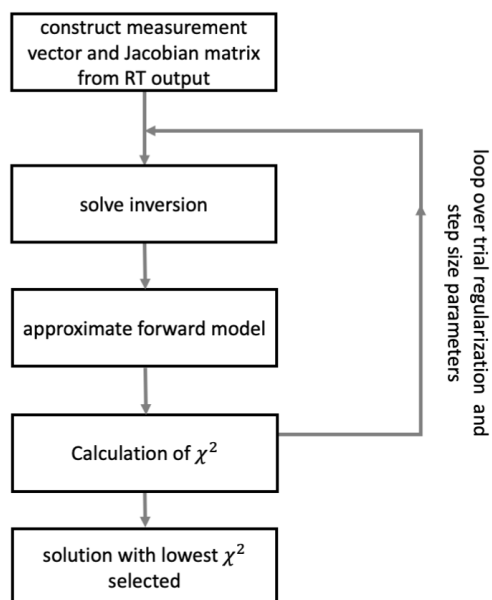 construct measurement
vector and Jacobian matrix
from RT output
solve inversion
approximate forward model
Calculation of χ²
solution with lowest χ²
selected
loop over trial regularization and
step size parameters